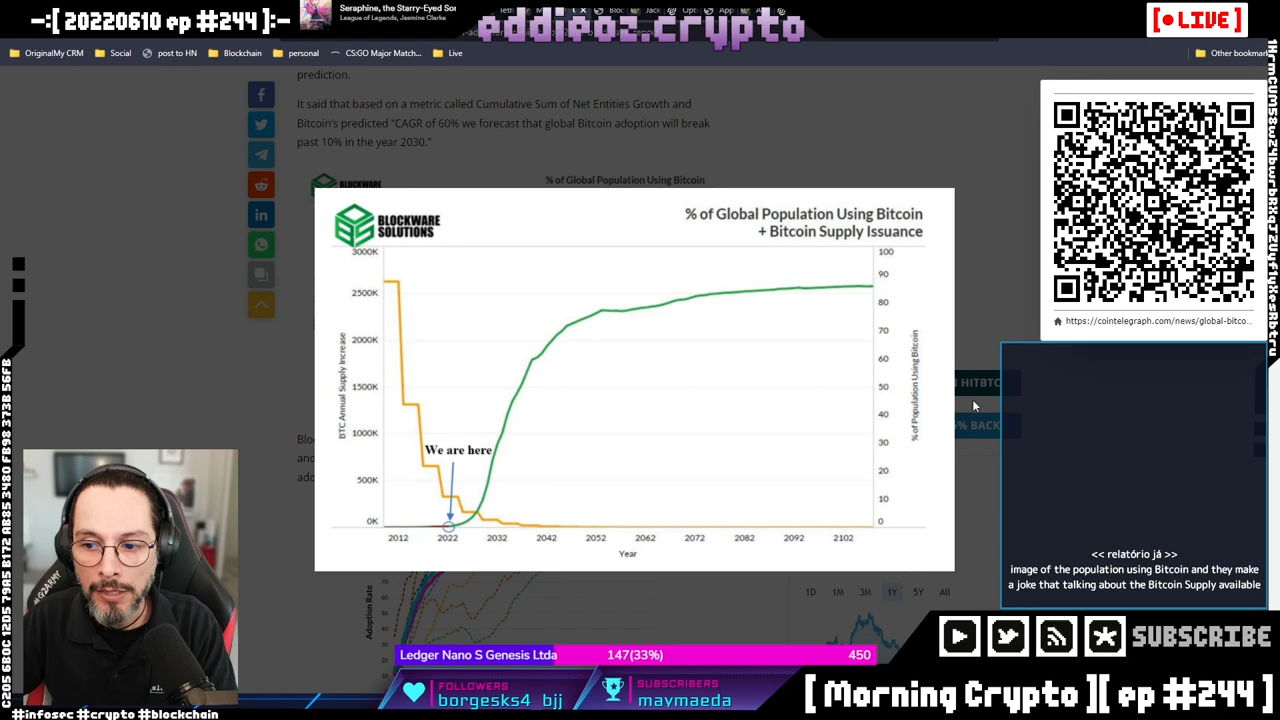 -:[ 20220610 ep #244 ]:-
Seraphine, the Starry-Eyed Son
League of Legends, Jasmine Clarke
eddieoz.crypto
[●LIVE]
OriginalMy CRM
Social
post to HN
Blockchain
personal
CS:GO Major Match...
Live
Other bookmar
prediction.
It said that based on a metric called Cumulative Sum of Net Entities Growth and
Bitcoin's predicted "CAGR of 60% we forecast that global Bitcoin adoption will break
past 10% in the year 2030."
BLOCKWARE
% of Global Population Using Bitcoin
BLOCKWARE
SOLUTIONS
% of Global Population Using Bitcoin
+ Bitcoin Supply Issuance
3000K
2500K
2000K
1500K
1000K
500K
0K
BTC Annual Supply Increase
100
90
80
70
60
50
40
30
20
10
0
% of Population Using Bitcoin
We are here
2012
2022
2032
2042
2052
2062
2072
2082
2092
2102
Year
https://cointelegraph.com/news/global-bitco...
HITBTC
% BACK
Adoption Rate
1D
1M
3M
1Y
5Y
All
<< relatório já >>
image of the population using Bitcoin and they make
a joke that talking about the Bitcoin Supply available
Ledger Nano S Genesis Ltda
147(33%)
450
FOLLOWERS
borgesks4_bjj
SUBSCRIBERS
maymaeda
SUBSCRIBE
[ Morning Crypto ][ ep #244 ]
#infosec #crypto #blockchain